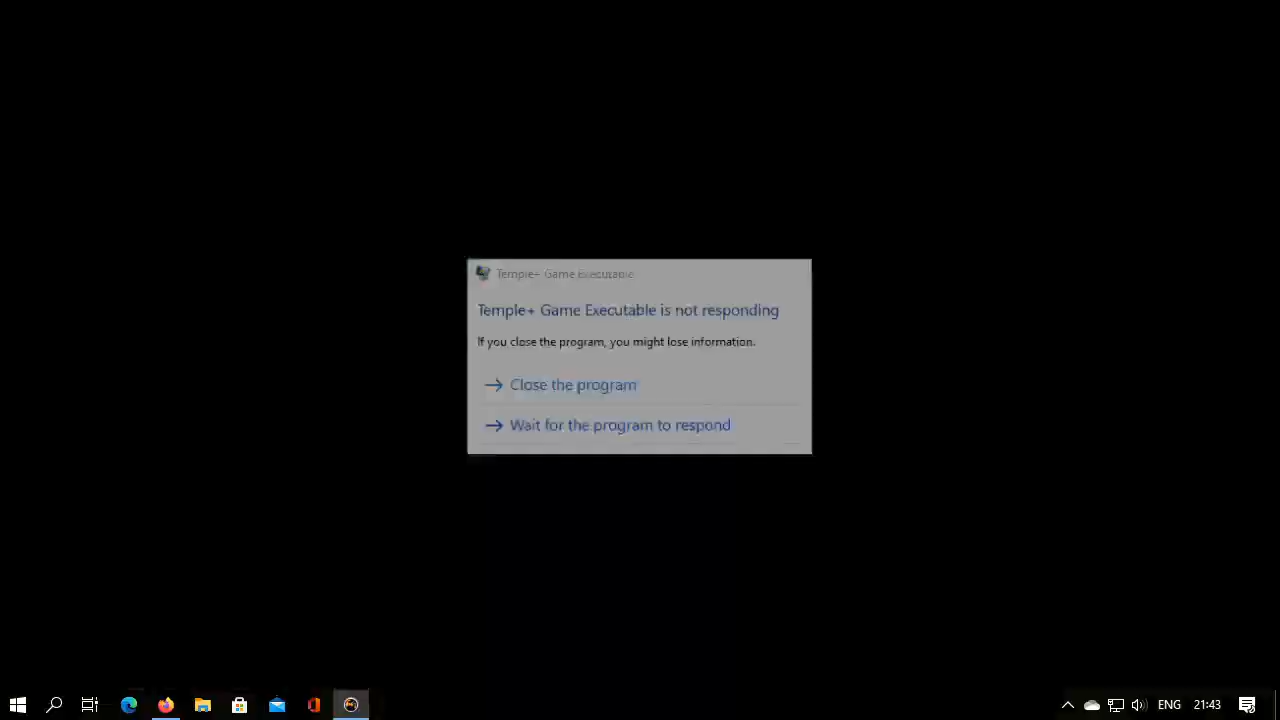 Temple+ Game Executable
Temple+ Game Executable is not responding
If you close the program, you might lose information.
Close the program
Wait for the program to respond
ENG 21:43